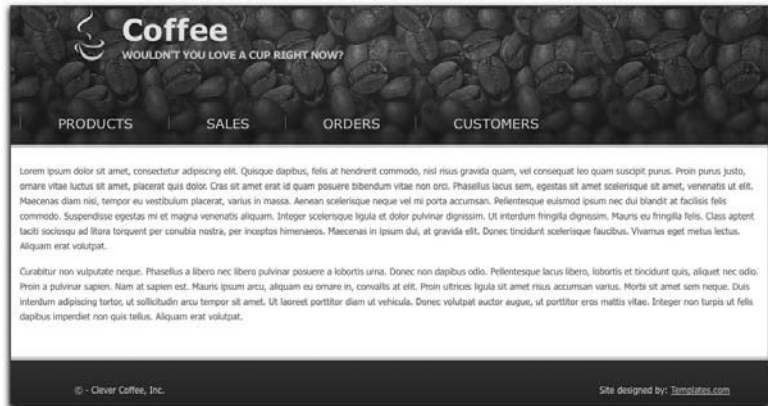 Coffee
WOULDN'T YOU LOVE A CUP RIGHT NOW?
PRODUCTS SALES ORDERS CUSTOMERS
Lorem ipsum dolor sit amet, consectetur adipiscing elit. Quisque dapibus, felis at hendrerit commodo, nisl risus gravida quam, vel consequat leo quam suscipit purus. Proin purus justo,
ornare vitae luctus sit amet, placerat quis dolor. Cras sit amet erat id quam posuere bibendum vitae non orci. Phasellus lacus sem, egestas sit amet scelerisque sit amet, venenatis ut elit.
Maecenas diam nisi, tempor eu vestibulum placerat, varius in massa. Aenean scelerisque neque vel mi porta accumsan. Pellentesque euismod ipsum nec dui blandit at facilisis felis
commodo. Suspendisse egestas mi et magna venenatis aliquam. Integer scelerisque ligula et dolor pulvinar dignissim. Ut interdum fringilla dignissim. Mauris eu fringilla felis. Class aptent
taciti sociosqu ad litora torquent per conubia nostra, per inceptos himenaeos. Maecenas in ipsum dui, at gravida elit. Donec tincidunt scelerisque faucibus. Vivamus eget metus lectus.
Aliquam erat volutpat.
Curabitur non vulputate neque. Phasellus a libero nec libero pulvinar posuere a lobortis urna. Donec non dapibus odio. Pellentesque lacus libero, lobortis et tincidunt quis, aliquet nec odio.
Proin a pulvinar sapien. Nam at sapien est. Mauris ipsum arcu, aliquam eu ornare in, convallis at elit. Proin ultrices ligula sit amet risus accumsan varius. Morbi sit amet sem neque. Duis
interdum adipiscing tortor, ut sollicitudin arcu tempor sit amet. Ut laoreet porttitor diam ut vehicula. Donec volutpat auctor augue, ut porttitor eros mattis vitae. Integer non turpis ut felis
dapibus imperdiet non quis tellus. Aliquam erat volutpat.
© - Clever Coffee, Inc. Site designed by: Templates.com